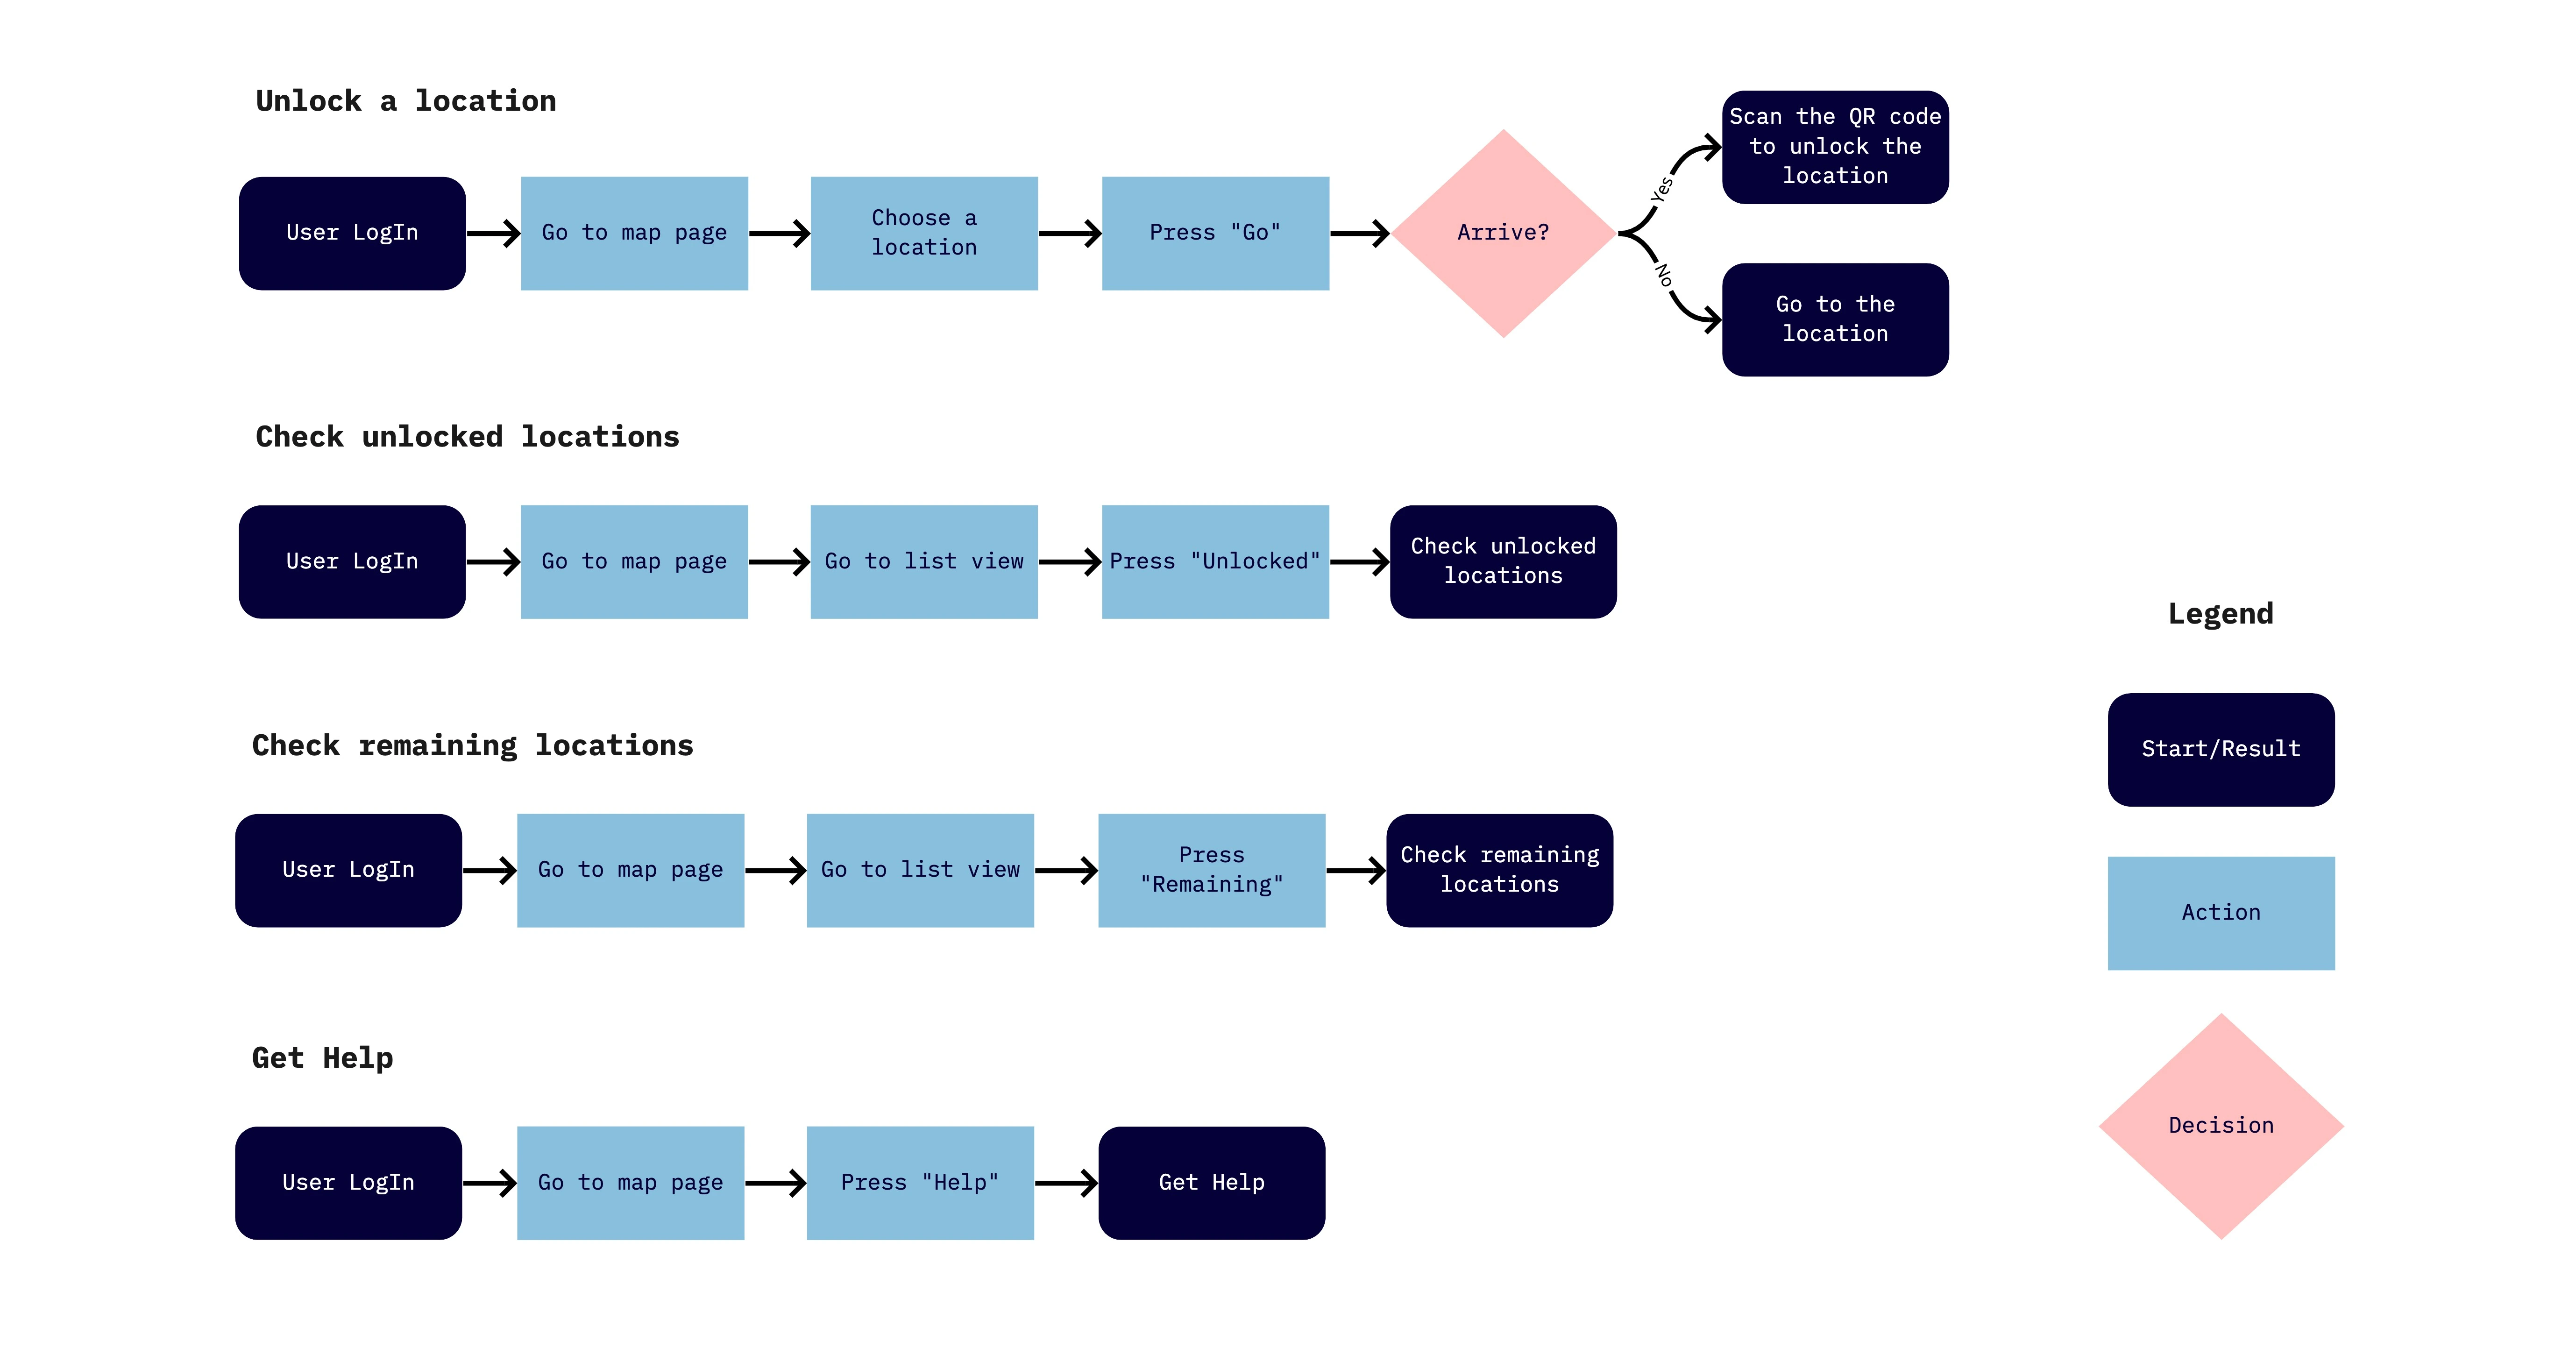 Unlock a location
User LogIn
Go to map page
Choose a
location
Press "Go"
Arrive?
Yes
No
Scan the QR code
to unlock the
location
Go to the
location
Check unlocked locations
User LogIn
Go to map page
Go to list view
Press "Unlocked"
Check unlocked
locations
Check remaining locations
User LogIn
Go to map page
Go to list view
Press
"Remaining"
Check remaining
locations
Get Help
User LogIn
Go to map page
Press "Help"
Get Help
Legend
Start/Result
Action
Decision